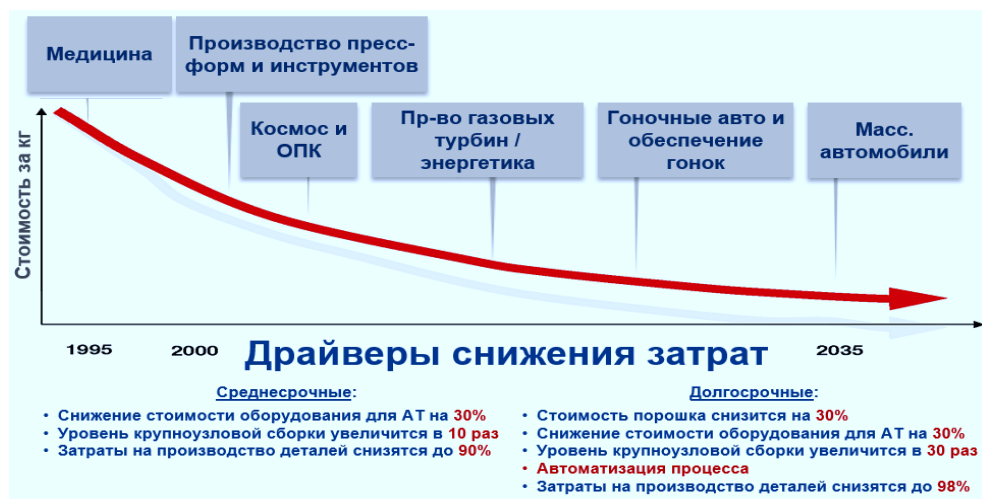 Медицина
Производство пресс-
форм и инструментов
Космос и
ОПК
Пр-во газовых
турбин /
энергетика
Гоночные авто и
обеспечение
гонок
Масс.
автомобили
Стоимость за кг
1995
2000
2035
Драйверы снижения затрат
Среднесрочные:
• Снижение стоимости оборудования для АТ на 30%
• Уровень крупноузловой сборки увеличится в 10 раз
• Затраты на производство деталей снизятся до 90%
Долгосрочные:
• Стоимость порошка снизится на 30%
• Снижение стоимости оборудования для АТ на 30%
• Уровень крупноузловой сборки увеличится в 30 раз
• Автоматизация процесса
• Затраты на производство деталей снизятся до 98%